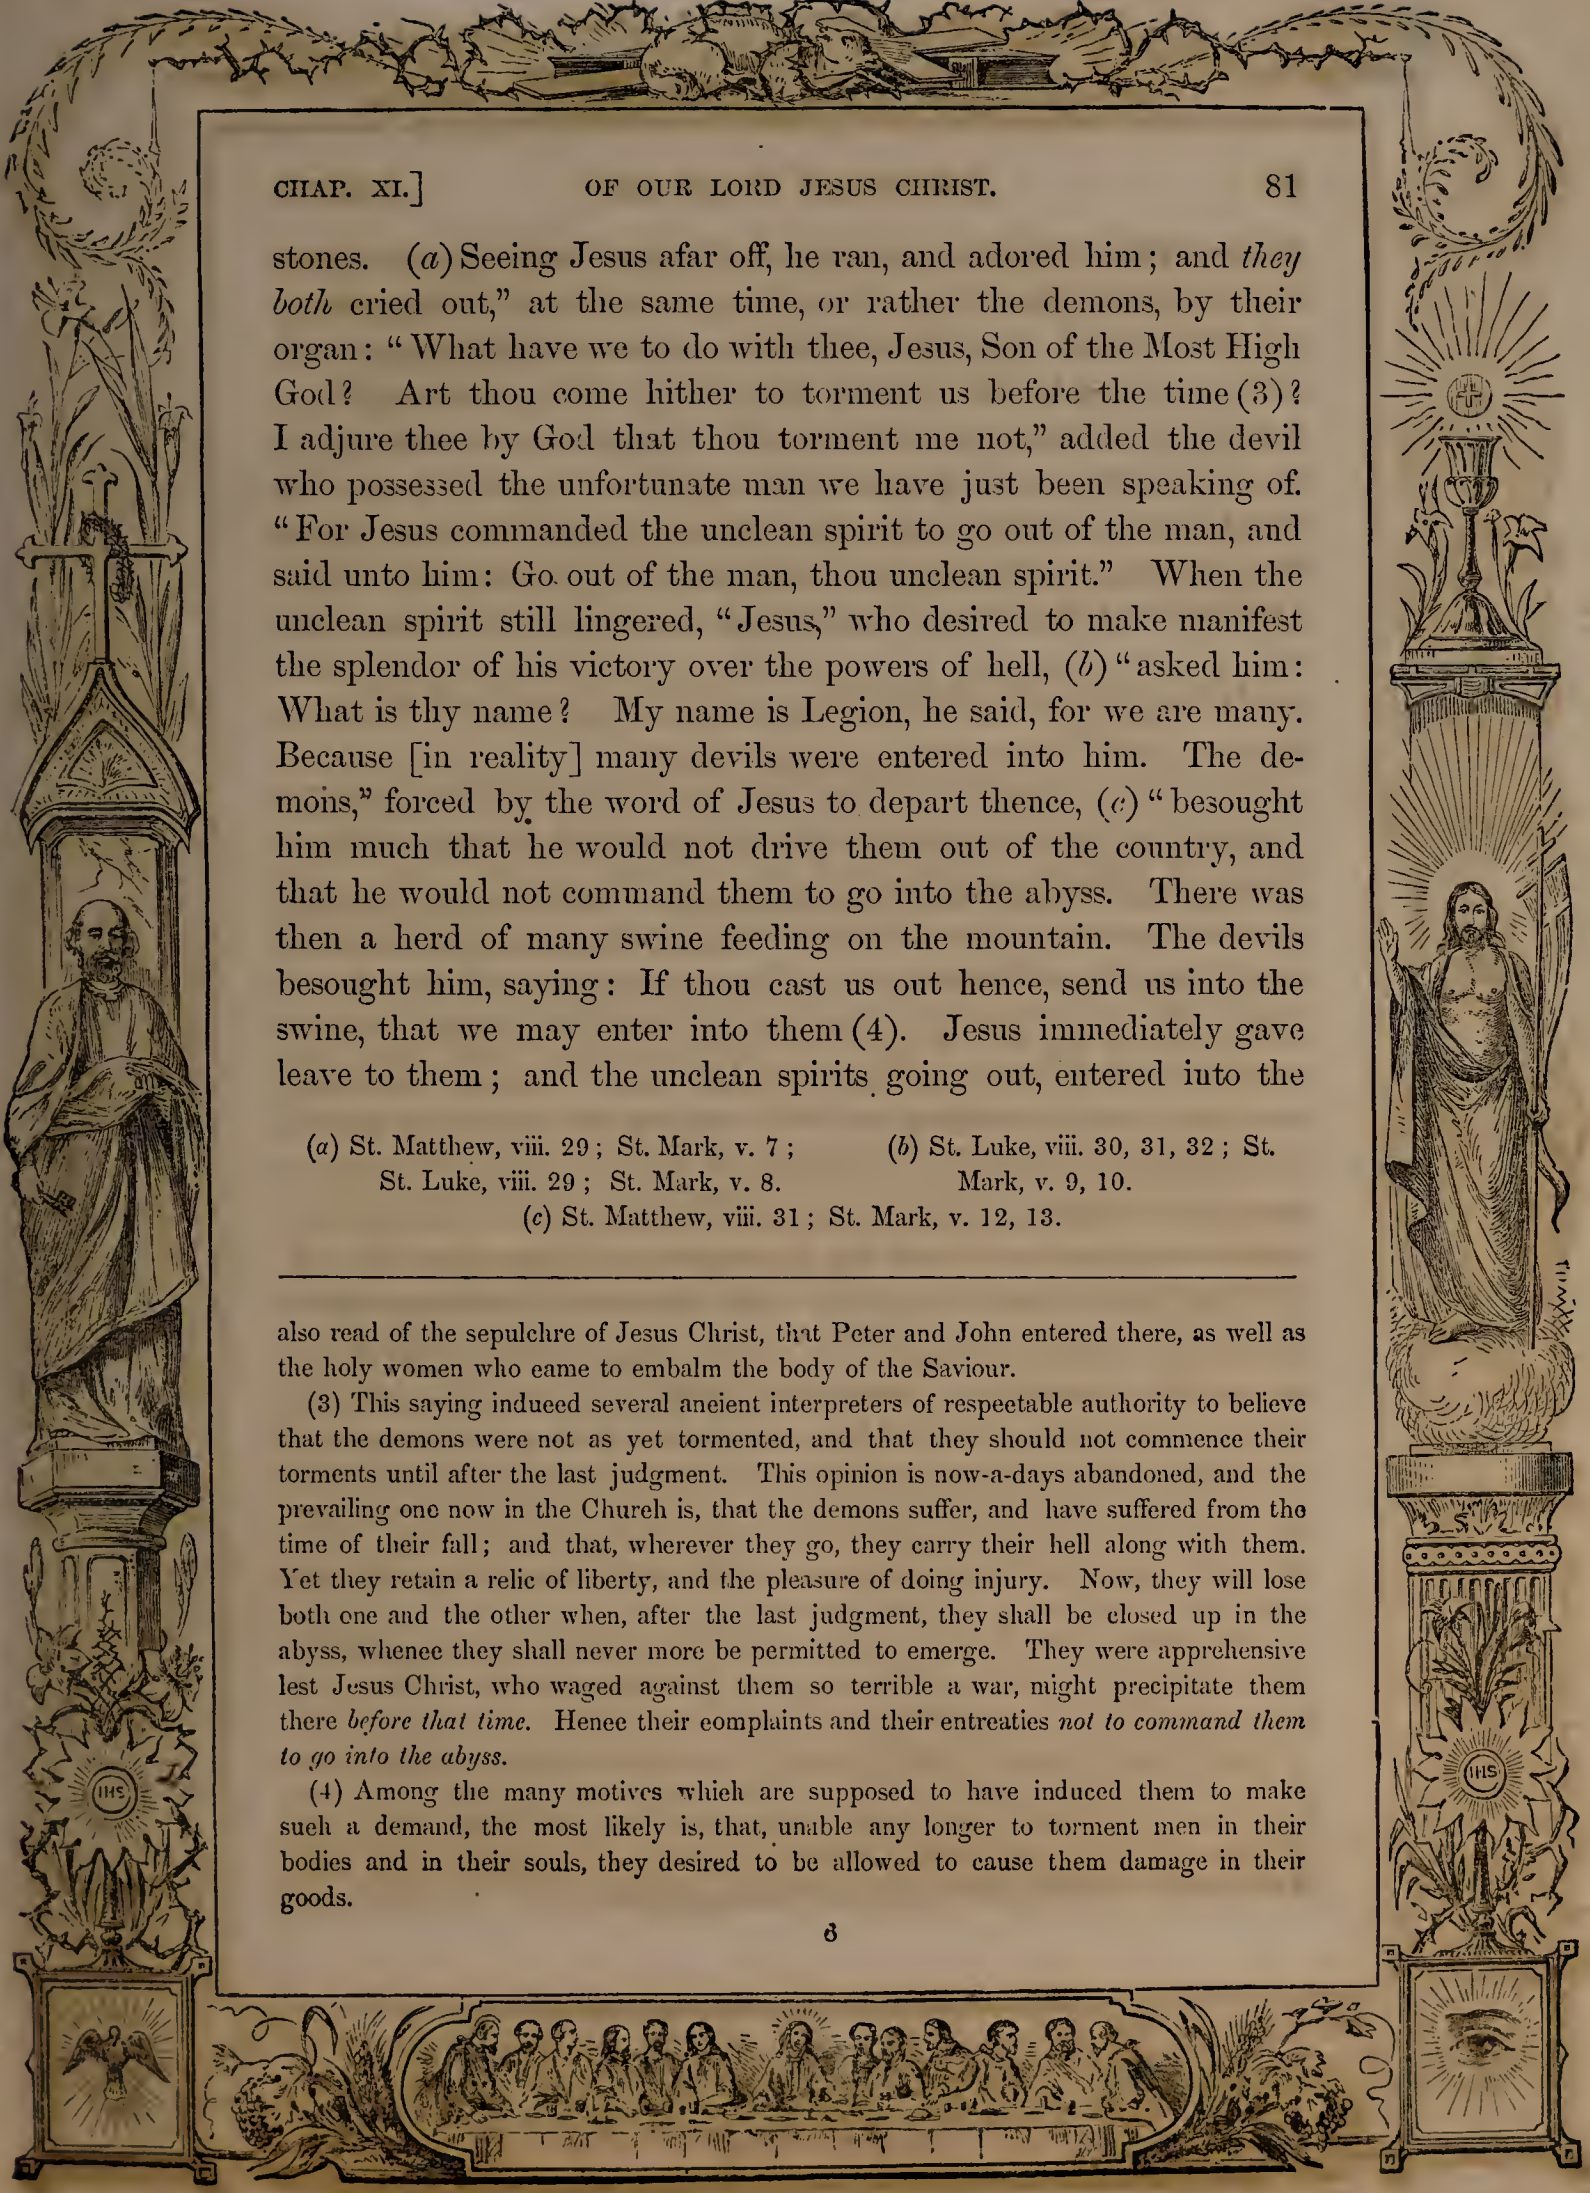 CHAP. XI.] OF OUR LORD JESUS CHRIST. 81
stones. (a) Seeing Jesus afar off, he ran, and adored him; and they
both cried out,” at the same time, or rather the demons, by their
organ: “What have we to do with thee, Jesus, Son of the Most High
God? Art thou come hither to torment us before the time (3)?
I adjure thee by God that thou torment me not,” added the devil
who possessed the unfortunate man we have just been speaking of.
“For Jesus commanded the unclean spirit to go out of the man, and
said unto him: Go out of the man, thou unclean spirit.” When the
unclean spirit still lingered, “Jesus,” who desired to make manifest
the splendor of his victory over the powers of hell, (b) “asked him:
What is thy name? My name is Legion, he said, for we are many.
Because [in reality] many devils were entered into him. The de-
mons,” forced by the word of Jesus to depart thence, (c) “besought
him much that he would not drive them out of the country, and
that he would not command them to go into the abyss. There was
then a herd of many swine feeding on the mountain. The devils
besought him, saying: If thou cast us out hence, send us into the
swine, that we may enter into them (4). Jesus immediately gave
leave to them; and the unclean spirits going out, entered into the
(a) St. Matthew, viii. 29; St. Mark, v. 7;
St. Luke, viii. 29; St. Mark, v. 8.
(b) St. Luke, viii. 30, 31, 32; St.
Mark, v. 9, 10.
(c) St. Matthew, viii. 31; St. Mark, v. 12, 13.
also read of the sepulchre of Jesus Christ, that Peter and John entered there, as well as
the holy women who came to embalm the body of the Saviour.
(3) This saying induced several ancient interpreters of respectable authority to believe
that the demons were not as yet tormented, and that they should not commence their
torments until after the last judgment. This opinion is now-a-days abandoned, and the
prevailing one now in the Church is, that the demons suffer, and have suffered from the
time of their fall; and that, wherever they go, they carry their hell along with them.
Yet they retain a relic of liberty, and the pleasure of doing injury. Now, they will lose
both one and the other when, after the last judgment, they shall be closed up in the
abyss, whence they shall never more be permitted to emerge. They were apprehensive
lest Jesus Christ, who waged against them so terrible a war, might precipitate them
there before that time. Hence their complaints and their entreaties not to command them
to go into the abyss.
(4) Among the many motives which are supposed to have induced them to make
such a demand, the most likely is, that, unable any longer to torment men in their
bodies and in their souls, they desired to be allowed to cause them damage in their
goods.
6
IHS
IHS